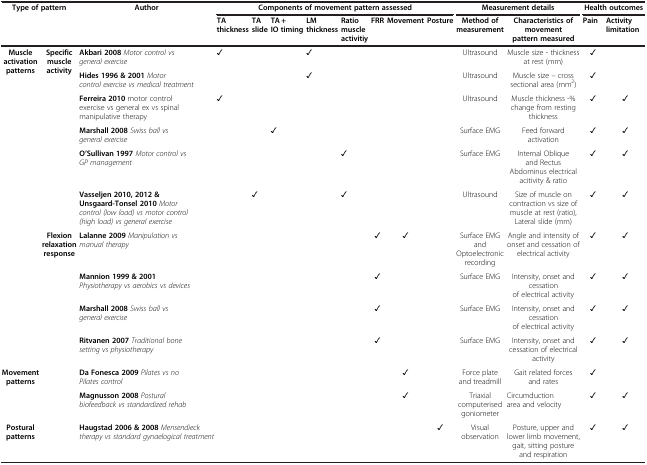 Type of pattern Author Components of movement pattern assessed Measurement details Health outcomes
TA thickness TA slide TA + IO timing LM thickness Ratio muscle activitiy FRR Movement Posture Method of measurement Characteristics of movement pattern measured Pain Activity limitation
Muscle activation patterns Specific muscle activity Akbari 2008 Motor control vs general exercise ✓ ✓ Ultrasound Muscle size - thickness at rest (mm) ✓
Hides 1996 & 2001 Motor control exercise vs medical treatment ✓ Ultrasound Muscle size – cross sectional area (mm²) ✓
Ferreira 2010 motor control exercise vs general ex vs spinal manipulative therapy ✓ Ultrasound Muscle thickness -% change from resting thickness ✓ ✓
Marshall 2008 Swiss ball vs general exercise ✓ Surface EMG Feed forward activation ✓ ✓
O'Sullivan 1997 Motor control vs GP management ✓ Surface EMG Internal Oblique and Rectus Abdominus electrical acitivity & ratio ✓ ✓
Vasseljen 2010, 2012 & Unsgaard-Tonsel 2010 Motor control (low load) vs motor control (high load) vs general exercise ✓ ✓ Ultrasound Size of muscle on contraction vs size of muscle at rest (ratio), Lateral slide (mm) ✓ ✓
Flexion relaxation response Lalanne 2009 Manipulation vs manual therapy ✓ ✓ Surface EMG and Optoelectronic recording Angle and intensity of onset and cessation of electrical activity ✓ ✓
Mannion 1999 & 2001 Physiotherapy vs aerobics vs devices ✓ Surface EMG Intensity, onset and cessation of electrical activity ✓ ✓
Marshall 2008 Swiss ball vs general exercise ✓ Surface EMG Intensity, onset and cessation of electrical activity ✓ ✓
Ritvanen 2007 Traditional bone setting vs physiotherapy ✓ Surface EMG Intensity, onset and cessation of electrical activity ✓ ✓
Movement patterns Da Fonesca 2009 Pilates vs no Pilates control ✓ Force plate and treadmill Gait related forces and rates ✓
Magnusson 2008 Postural biofeedback vs standardized rehab ✓ Triaxial computerised goniometer Circumduction area and velocity ✓ ✓
Postural patterns Haugstad 2006 & 2008 Mensendieck therapy vs standard gynaelogical treatment ✓ Visual observation Posture, upper and lower limb movement, gait, sitting posture and respiration ✓ ✓